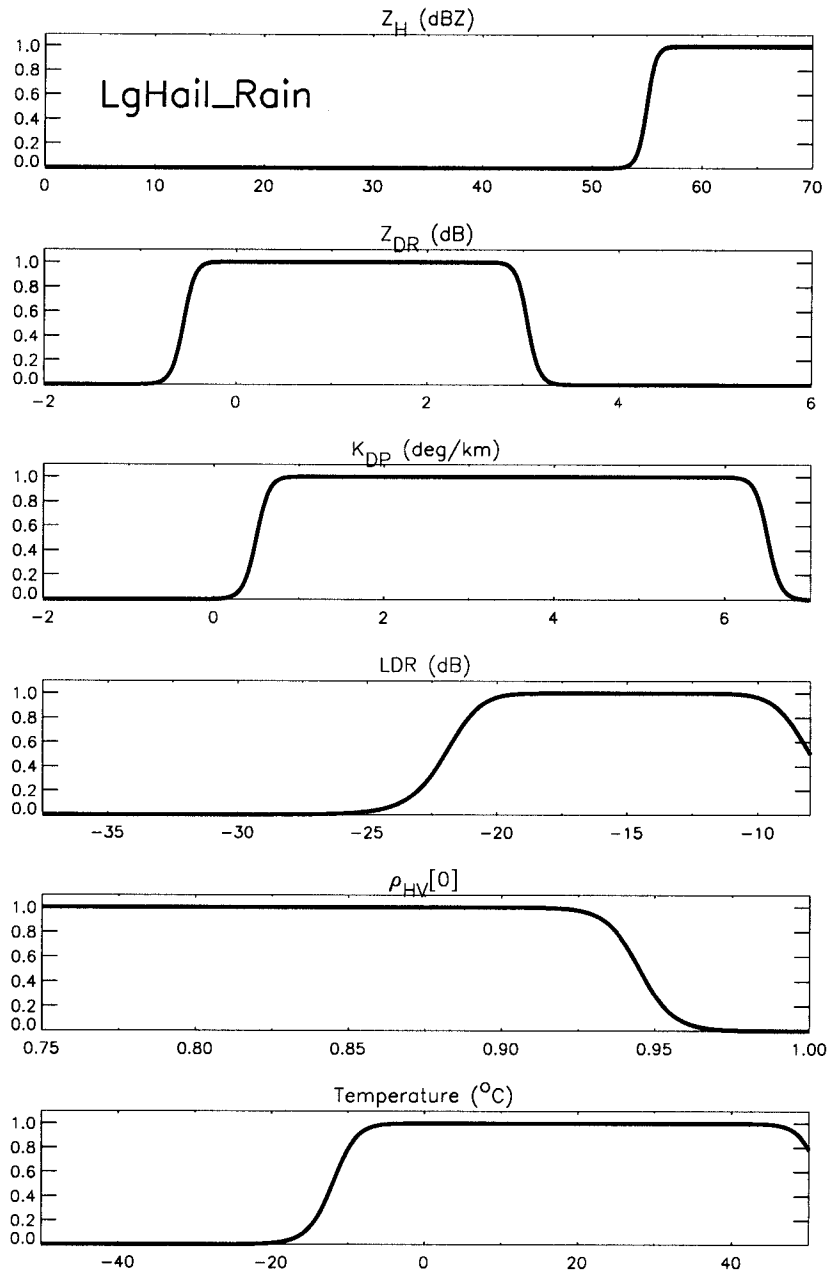 Z_H (dBZ)
1.0
0.8
0.6
0.4
0.2
0.0
LgHail_Rain
0 10 20 30 40 50 60 70
Z_DR (dB)
1.0
0.8
0.6
0.4
0.2
0.0
−2 0 2 4 6
K_DP (deg/km)
1.0
0.8
0.6
0.4
0.2
0.0
−2 0 2 4 6
LDR (dB)
1.0
0.8
0.6
0.4
0.2
0.0
−35 −30 −25 −20 −15 −10
ρ_HV[0]
1.0
0.8
0.6
0.4
0.2
0.0
0.75 0.80 0.85 0.90 0.95 1.00
Temperature (°C)
1.0
0.8
0.6
0.4
0.2
0.0
−40 −20 0 20 40